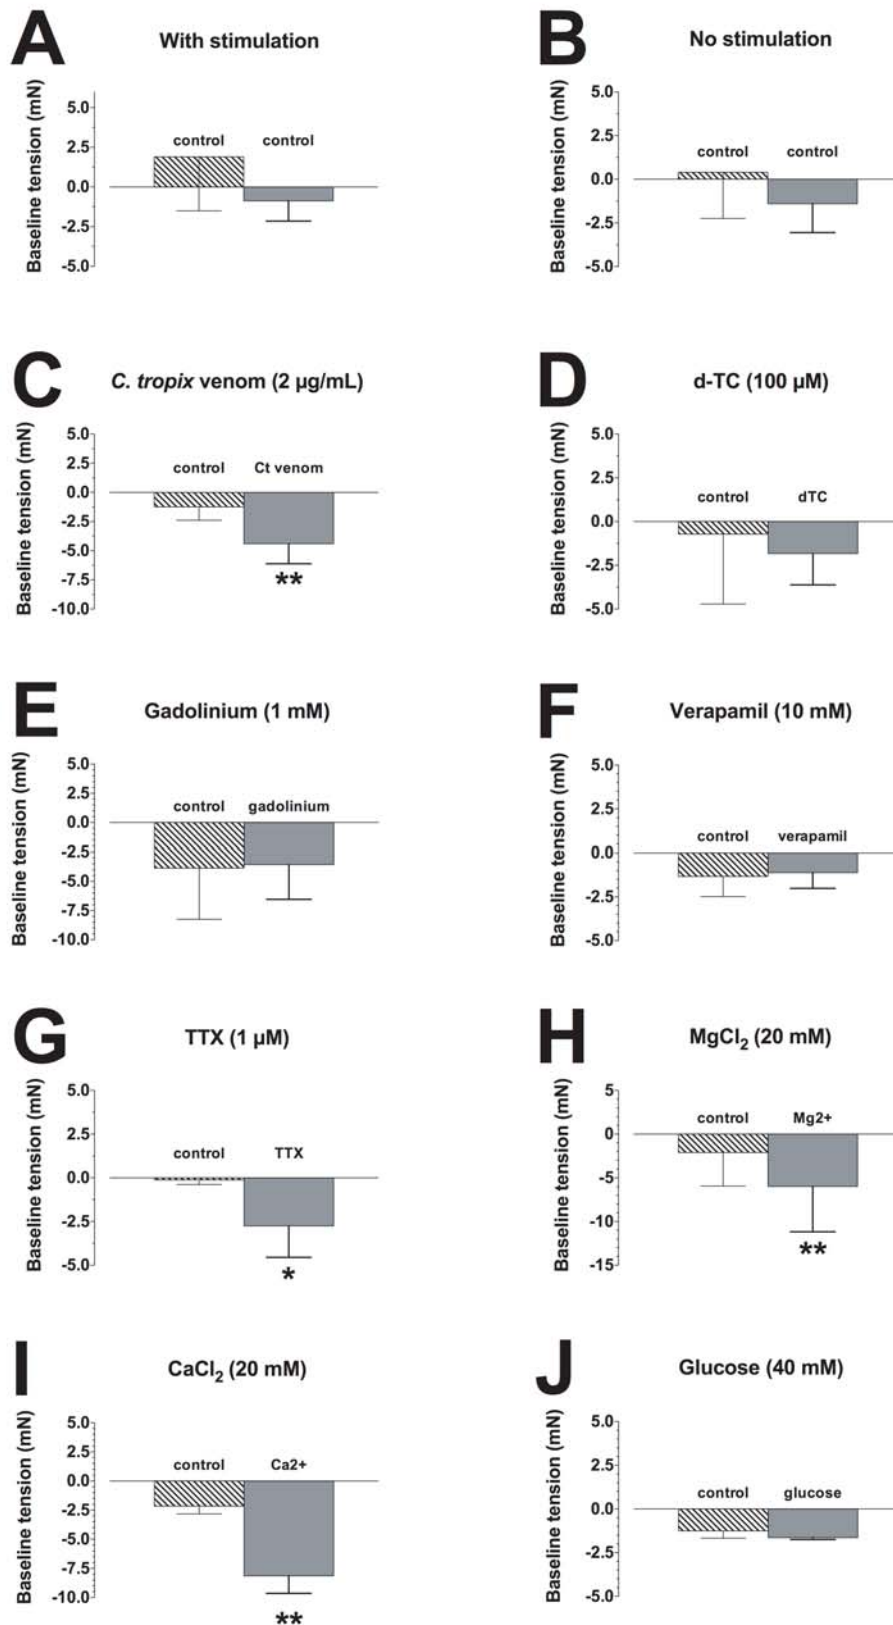 A
With stimulation
Baseline tension (mN)
5.0
2.5
0.0
-2.5
-5.0
control control
B
No stimulation
Baseline tension (mN)
5.0
2.5
0.0
-2.5
-5.0
control control
C
C. tropix venom (2 µg/mL)
Baseline tension (mN)
5.0
2.5
0.0
-2.5
-5.0
-7.5
-10.0
control Ct venom
**
D
d-TC (100 µM)
Baseline tension (mN)
5.0
2.5
0.0
-2.5
-5.0
control dTC
E
Gadolinium (1 mM)
Baseline tension (mN)
5.0
2.5
0.0
-2.5
-5.0
-7.5
-10.0
control gadolinium
F
Verapamil (10 mM)
Baseline tension (mN)
5.0
2.5
0.0
-2.5
-5.0
control verapamil
G
TTX (1 µM)
Baseline tension (mN)
5.0
2.5
0.0
-2.5
-5.0
control TTX
*
H
MgCl₂ (20 mM)
Baseline tension (mN)
5
0
-5
-10
-15
control Mg2+
**
I
CaCl₂ (20 mM)
Baseline tension (mN)
5.0
2.5
0.0
-2.5
-5.0
-7.5
-10.0
control Ca2+
**
J
Glucose (40 mM)
Baseline tension (mN)
5.0
2.5
0.0
-2.5
-5.0
control glucose